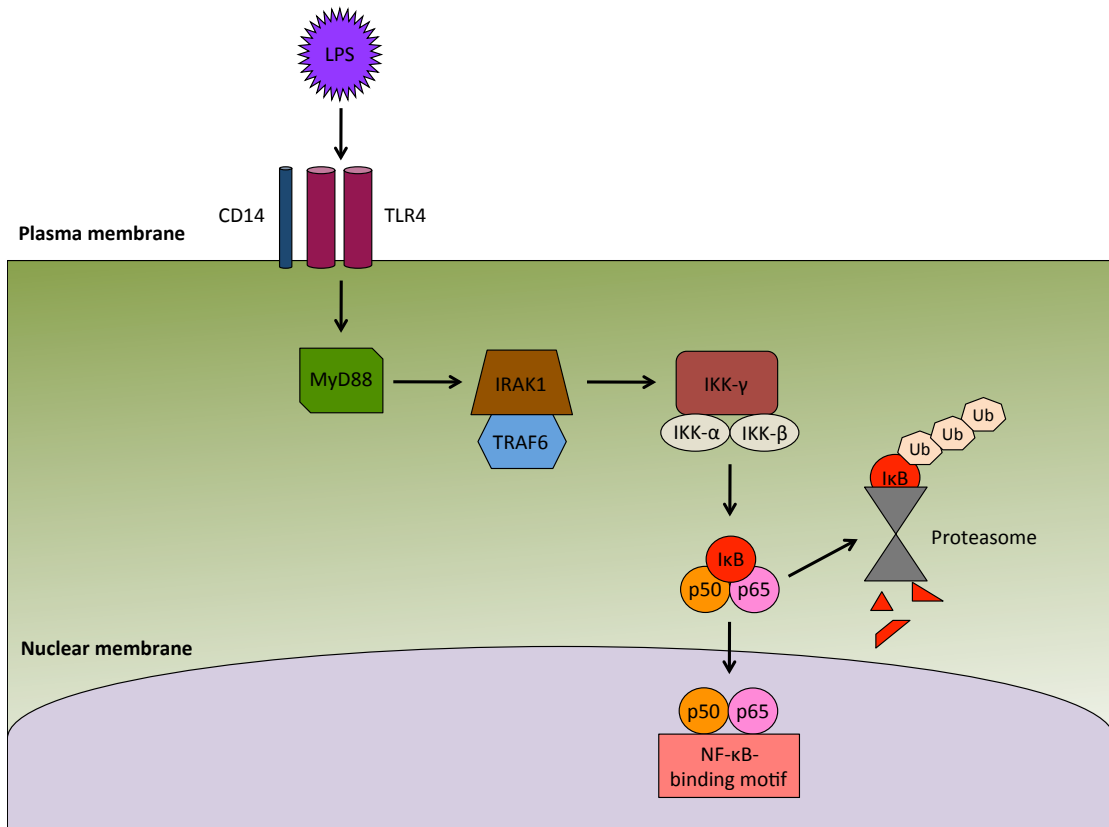 LPS
CD14
TLR4
Plasma membrane
MyD88
IRAK1
TRAF6
IKK-γ
IKK-α
IKK-β
Ub
Ub
Ub
IκB
Proteasome
IκB
p50
p65
Nuclear membrane
p50
p65
NF-κB-
binding motif